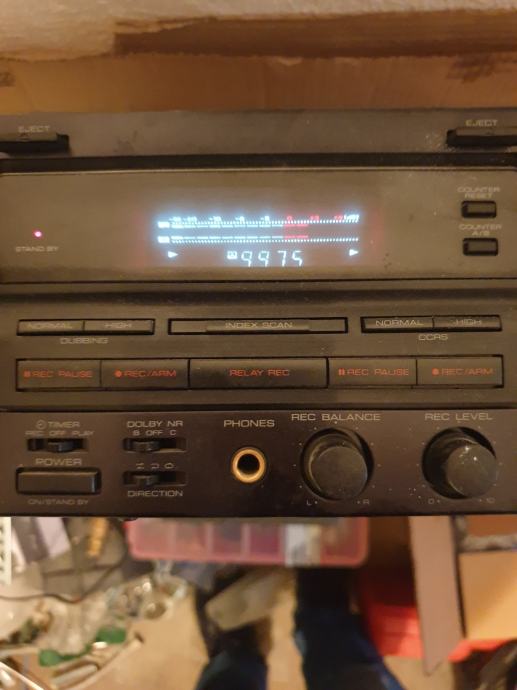 EJECT
EJECT
COUNTER RESET
COUNTER A/B
STAND BY
9975
NORMAL HIGH
DUBBING
INDEX SCAN
NORMAL HIGH
CCRS
REC PAUSE
REC/ARM
RELAY REC
REC PAUSE
REC/ARM
TIMER
REC OFF PLAY
DOLBY NR
B OFF C
PHONES
REC BALANCE
REC LEVEL
POWER
ON/STAND BY
DIRECTION
L R
0 10